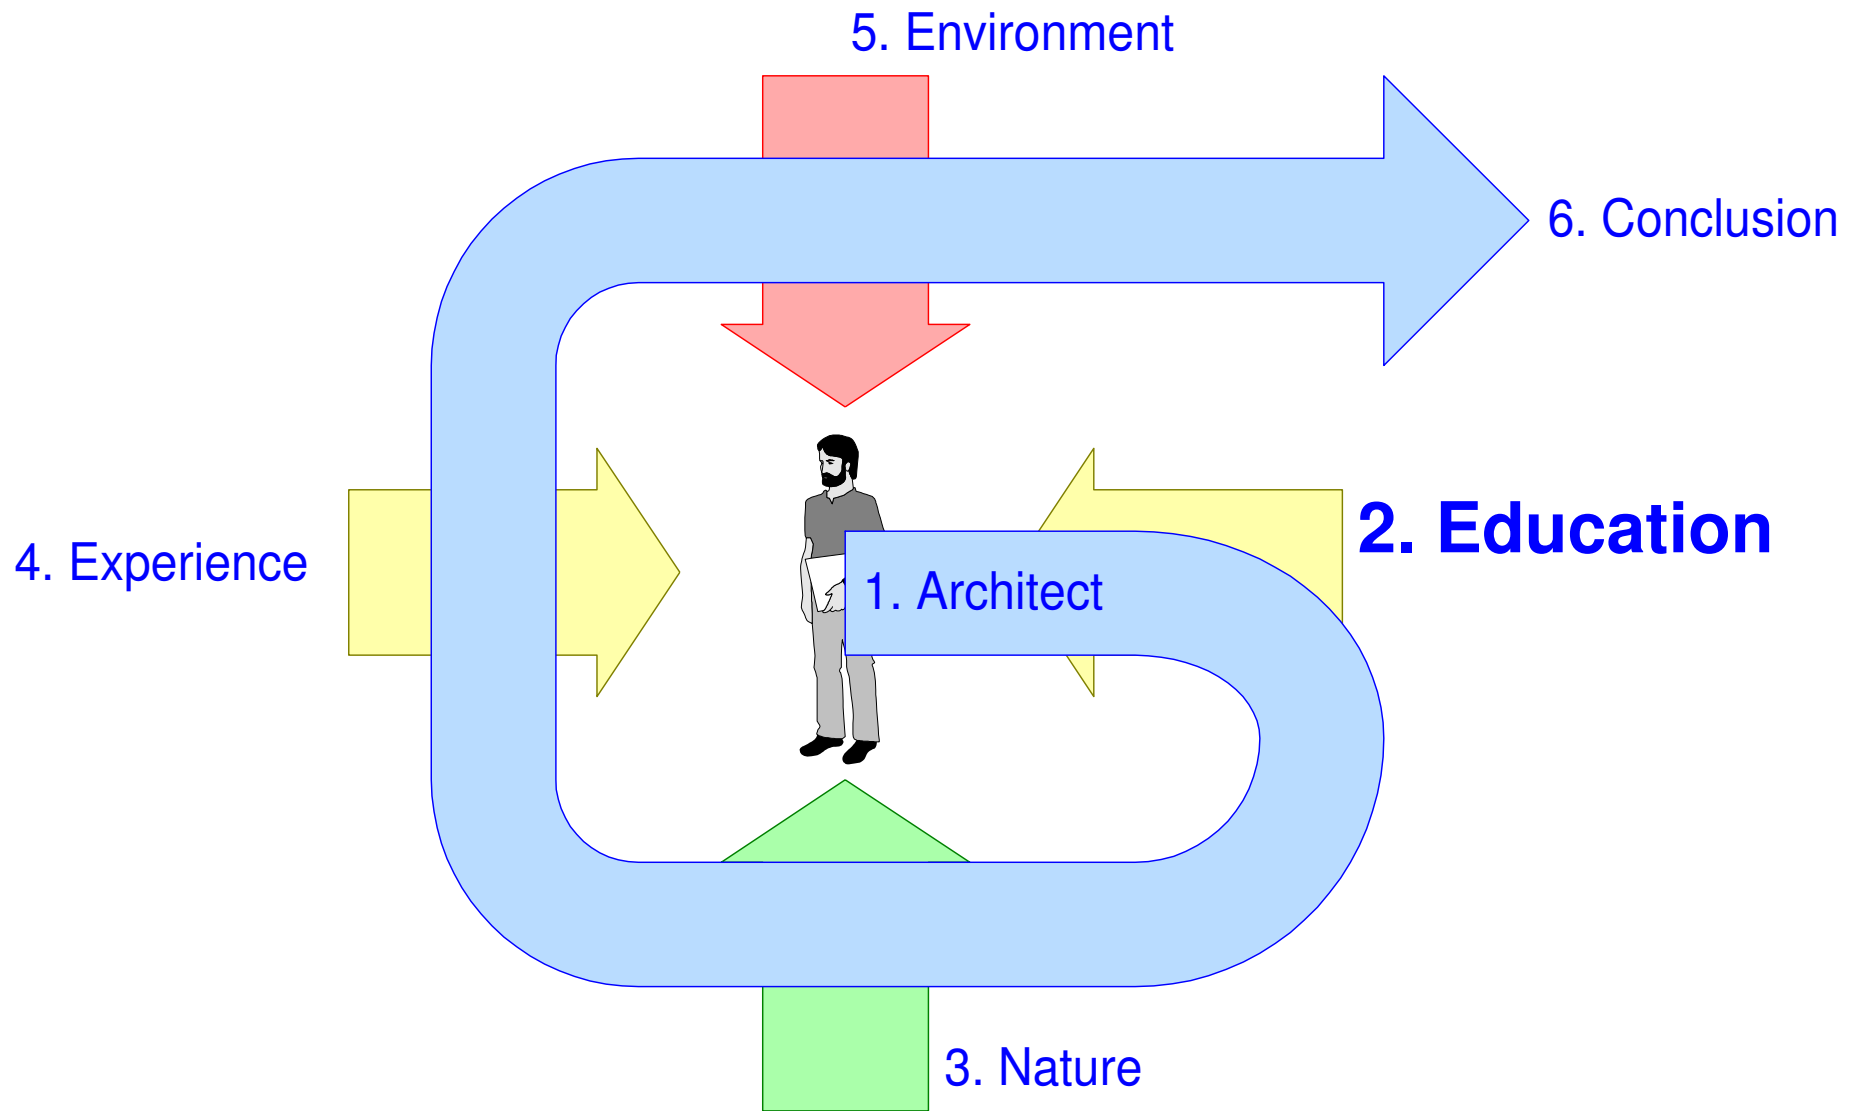 5. Environment
6. Conclusion
2. Education
4. Experience
1. Architect
3. Nature